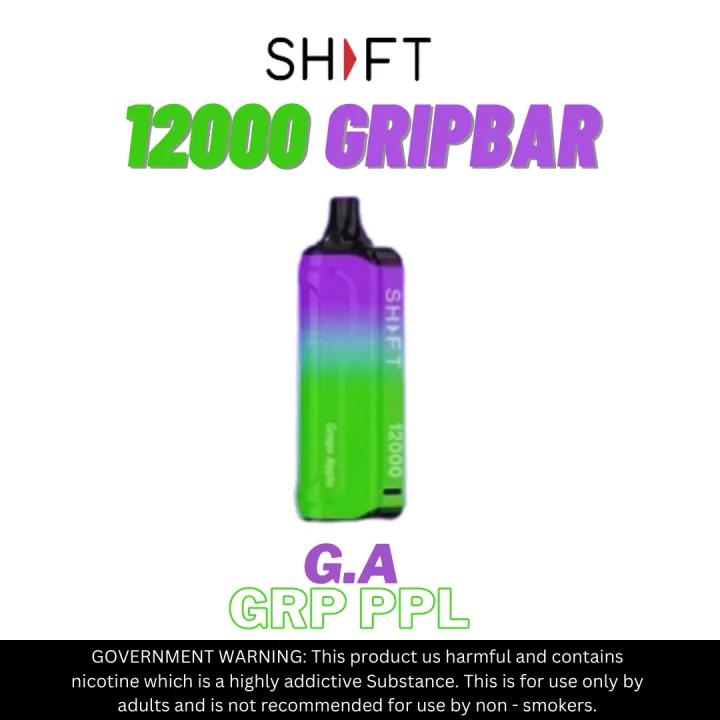 SHIFT
12000 GRIPBAR
SHIFT
12000
Grape Apple
G.A
GRP PPL
GOVERNMENT WARNING: This product us harmful and contains
nicotine which is a highly addictive Substance. This is for use only by
adults and is not recommended for use by non - smokers.